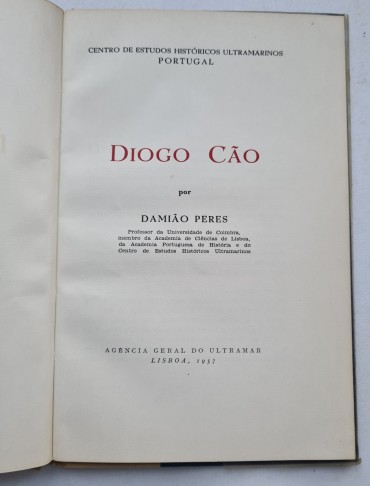 CENTRO DE ESTUDOS HISTÓRICOS ULTRAMARINOS
PORTUGAL
DIOGO CÃO
por
DAMIÃO PERES
Professor da Universidade de Coimbra,
membro da Academia de Ciências de Lisboa,
da Academia Portuguesa de História e do
Centro de Estudos Históricos Ultramarinos
AGÊNCIA GERAL DO ULTRAMAR
LISBOA, 1957